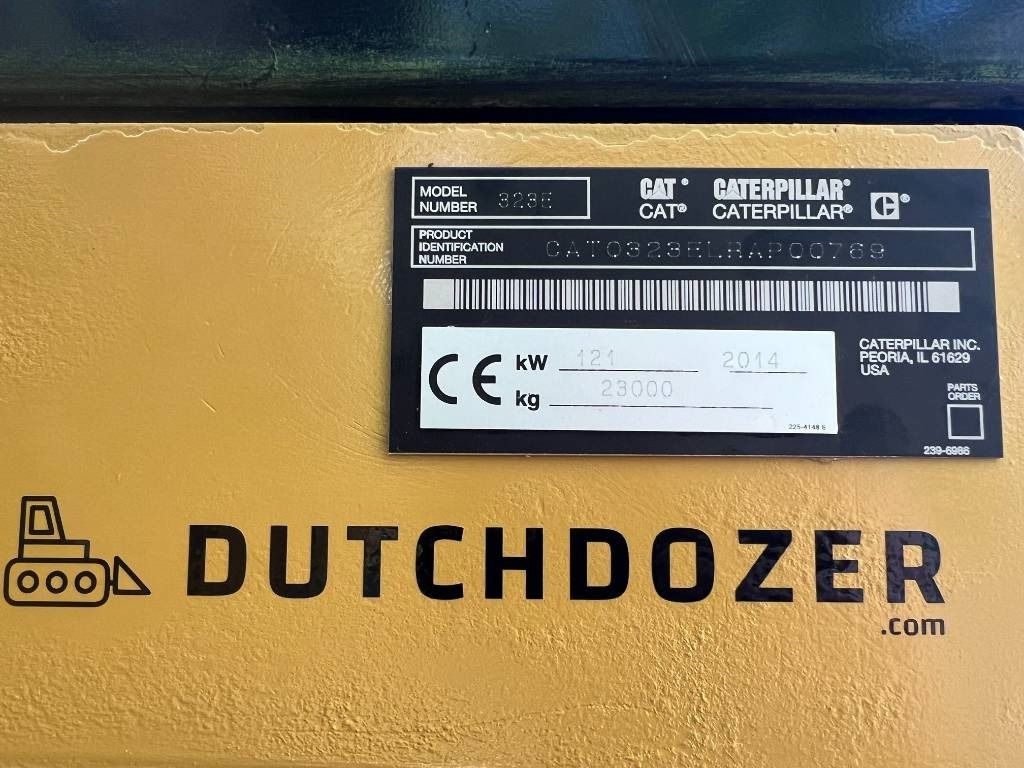 MODEL NUMBER 323E
CAT® CATERPILLAR®
CAT® CATERPILLAR® C®
PRODUCT IDENTIFICATION NUMBER CAT0323ELRAP00769
CE kW 121 2014
kg 23000
225-4148 E
CATERPILLAR INC.
PEORIA, IL 61629
USA
PARTS
ORDER
239-6986
DUTCHDOZER
.com